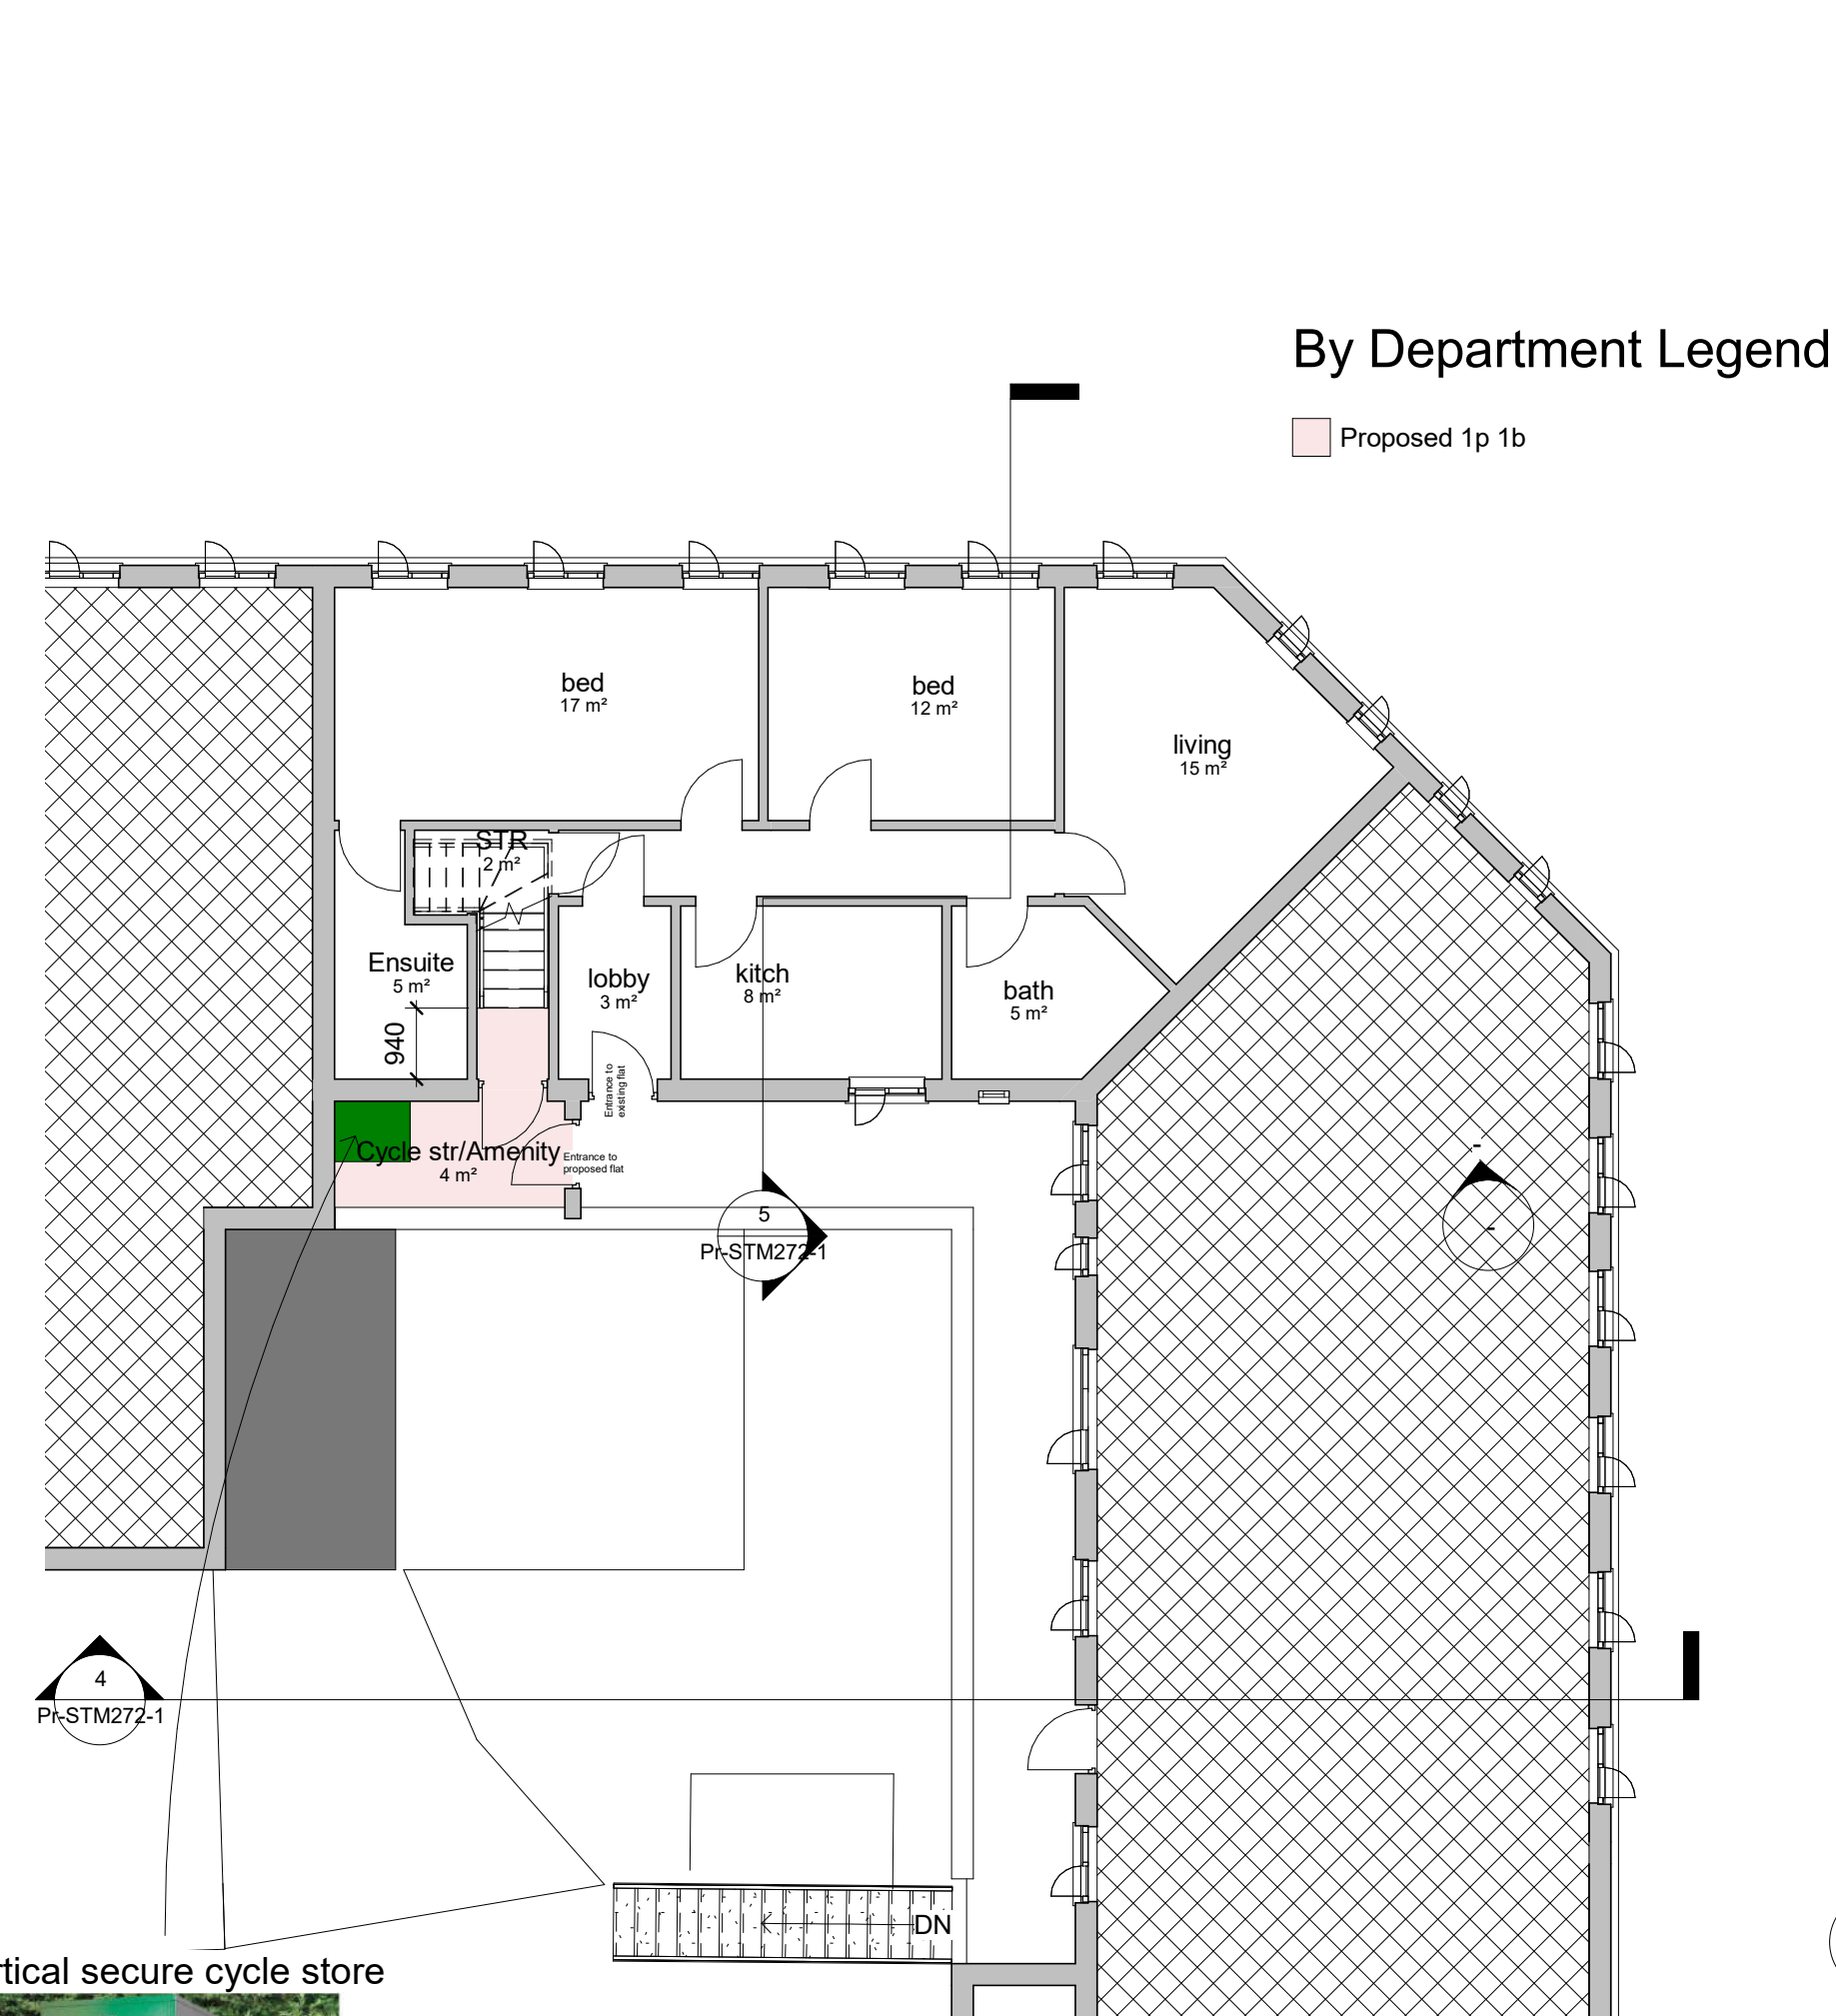 By Department Legend
Proposed 1p 1b
bed
17 m²
bed
12 m²
living
15 m²
STR
2 m²
Ensuite
5 m²
940
lobby
3 m²
kitch
8 m²
bath
5 m²
Entrance to
existing flat
Cycle str/Amenity
4 m²
Entrance to
proposed flat
5
Pr-STM272-1
-
-
4
Pr-STM272-1
DN
rtical secure cycle store